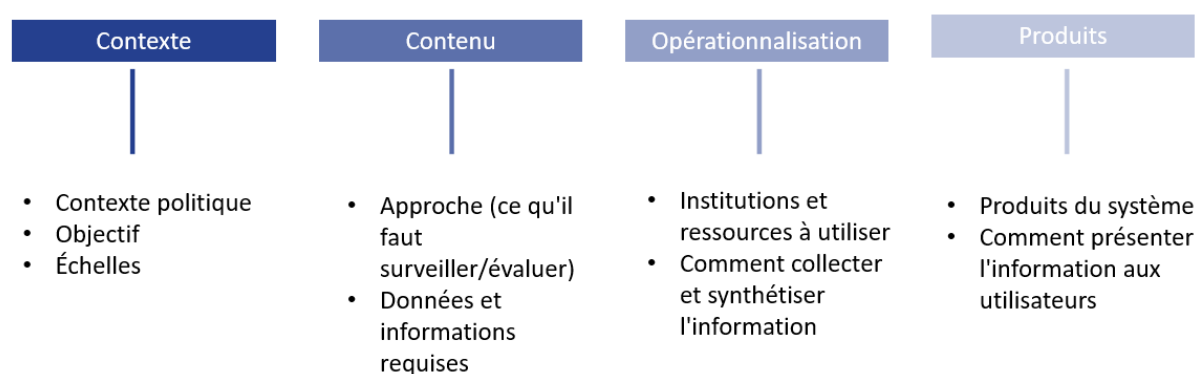 Contexte
• Contexte politique
• Objectif
• Échelles
Contenu
• Approche (ce qu'il
faut
surveiller/évaluer)
• Données et
informations
requises
Opérationnalisation
• Institutions et
ressources à utiliser
• Comment collecter
et synthétiser
l'information
Produits
• Produits du système
• Comment présenter
l'information aux
utilisateurs